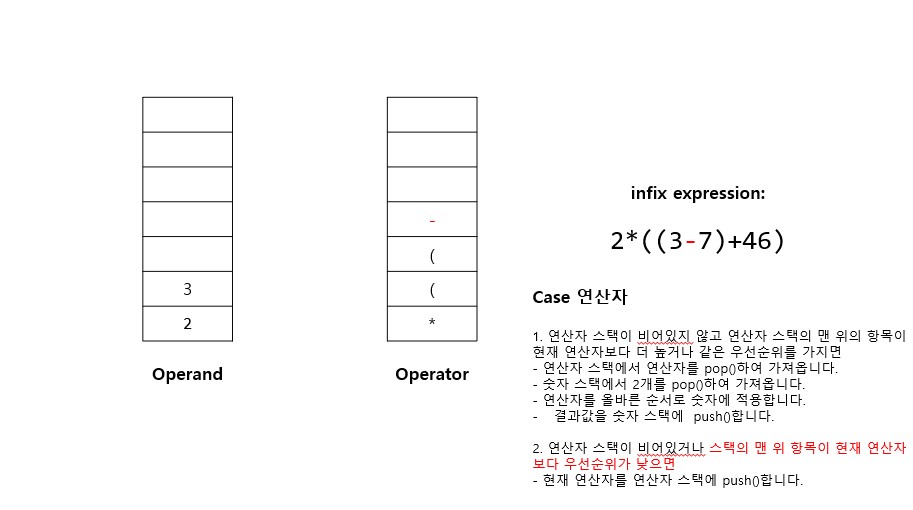 -
(
3
(
2
*
Operand
Operator
infix expression:
2*((3-7)+46)
Case 연산자
1. 연산자 스택이 비어있지 않고 연산자 스택의 맨 위의 항목이
현재 연산자보다 더 높거나 같은 우선순위를 가지면
- 연산자 스택에서 연산자를 pop()하여 가져옵니다.
- 숫자 스택에서 2개를 pop()하여 가져옵니다.
- 연산자를 올바른 순서로 숫자에 적용합니다.
- 결과값을 숫자 스택에 push()합니다.
2. 연산자 스택이 비어있거나 스택의 맨 위 항목이 현재 연산자
보다 우선순위가 낮으면
- 현재 연산자를 연산자 스택에 push()합니다.